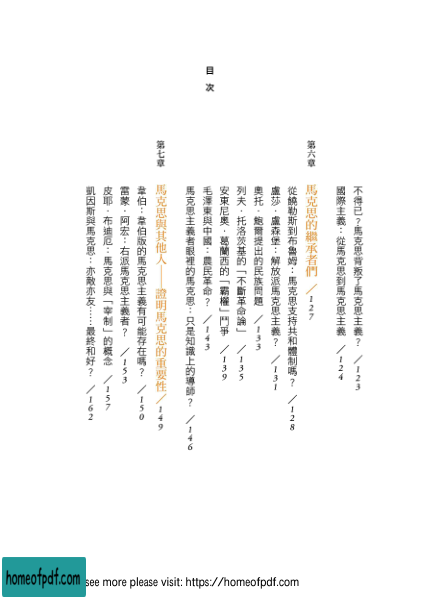 目次
不得已？馬克思背叛了馬克思主義？／123
國際主義：從馬克思到馬克思主義／124
第六章
馬克思的繼承者們／127
從饒勒斯到布魯姆：馬克思支持共和體制嗎？／128
盧莎・盧森堡：解放派馬克思主義？／131
奧托・鮑爾提出的民族問題／133
列夫・托洛茨基的「不斷革命論」／135
安東尼奧・葛蘭西的「霸權」鬥爭／139
毛澤東與中國：農民革命？／143
馬克思主義者眼裡的馬克思：只是知識上的導師？／146
第七章
馬克思與其他人——證明馬克思的重要性／149
韋伯：韋伯版的馬克思主義有可能存在嗎？／150
雷蒙・阿宏：右派馬克思主義者？／153
皮耶・布迪厄：馬克思與「宰制」的概念／157
凱因斯與馬克思：亦敵亦友……最終和好？／162
homeofpdf.com
see more please visit: https://homeofpdf.com